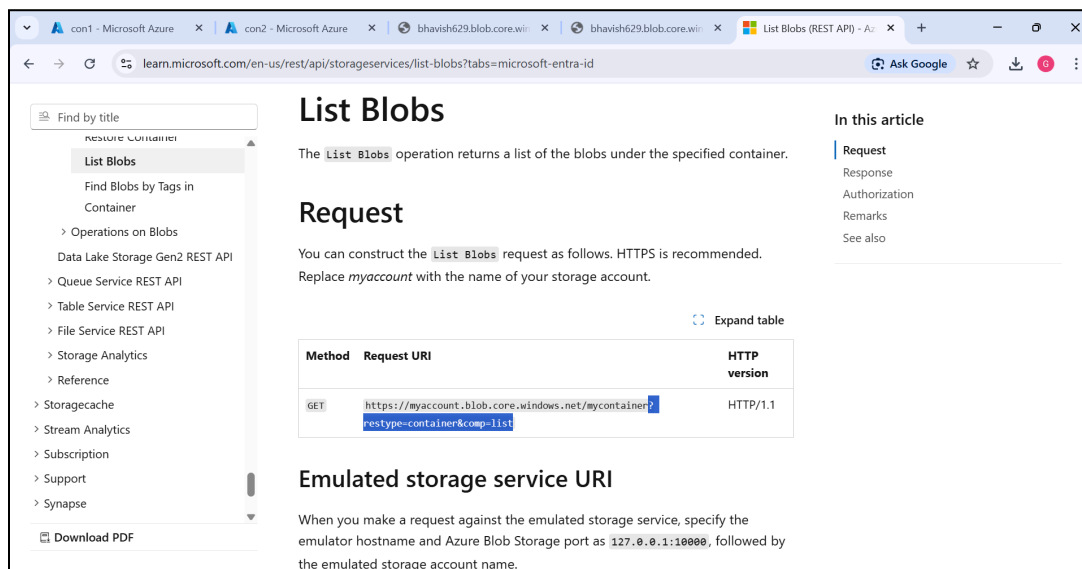 con1 - Microsoft Azure
con2 - Microsoft Azure
bhavish629.blob.core.win
bhavish629.blob.core.win
List Blobs (REST API) - Az
learn.microsoft.com/en-us/rest/api/storageservices/list-blobs?tabs=microsoft-entra-id
Ask Google
G
Find by title
Restore Container
List Blobs
Find Blobs by Tags in
Container
Operations on Blobs
Data Lake Storage Gen2 REST API
Queue Service REST API
Table Service REST API
File Service REST API
Storage Analytics
Reference
Storagecache
Stream Analytics
Subscription
Support
Synapse
Download PDF
List Blobs
The List Blobs operation returns a list of the blobs under the specified container.
Request
You can construct the List Blobs request as follows. HTTPS is recommended.
Replace myaccount with the name of your storage account.
Expand table
Method Request URI HTTP
version
GET https://myaccount.blob.core.windows.net/mycontainer? HTTP/1.1
restype=container&comp=list
Emulated storage service URI
When you make a request against the emulated storage service, specify the
emulator hostname and Azure Blob Storage port as 127.0.0.1:10000, followed by
the emulated storage account name.
In this article
Request
Response
Authorization
Remarks
See also